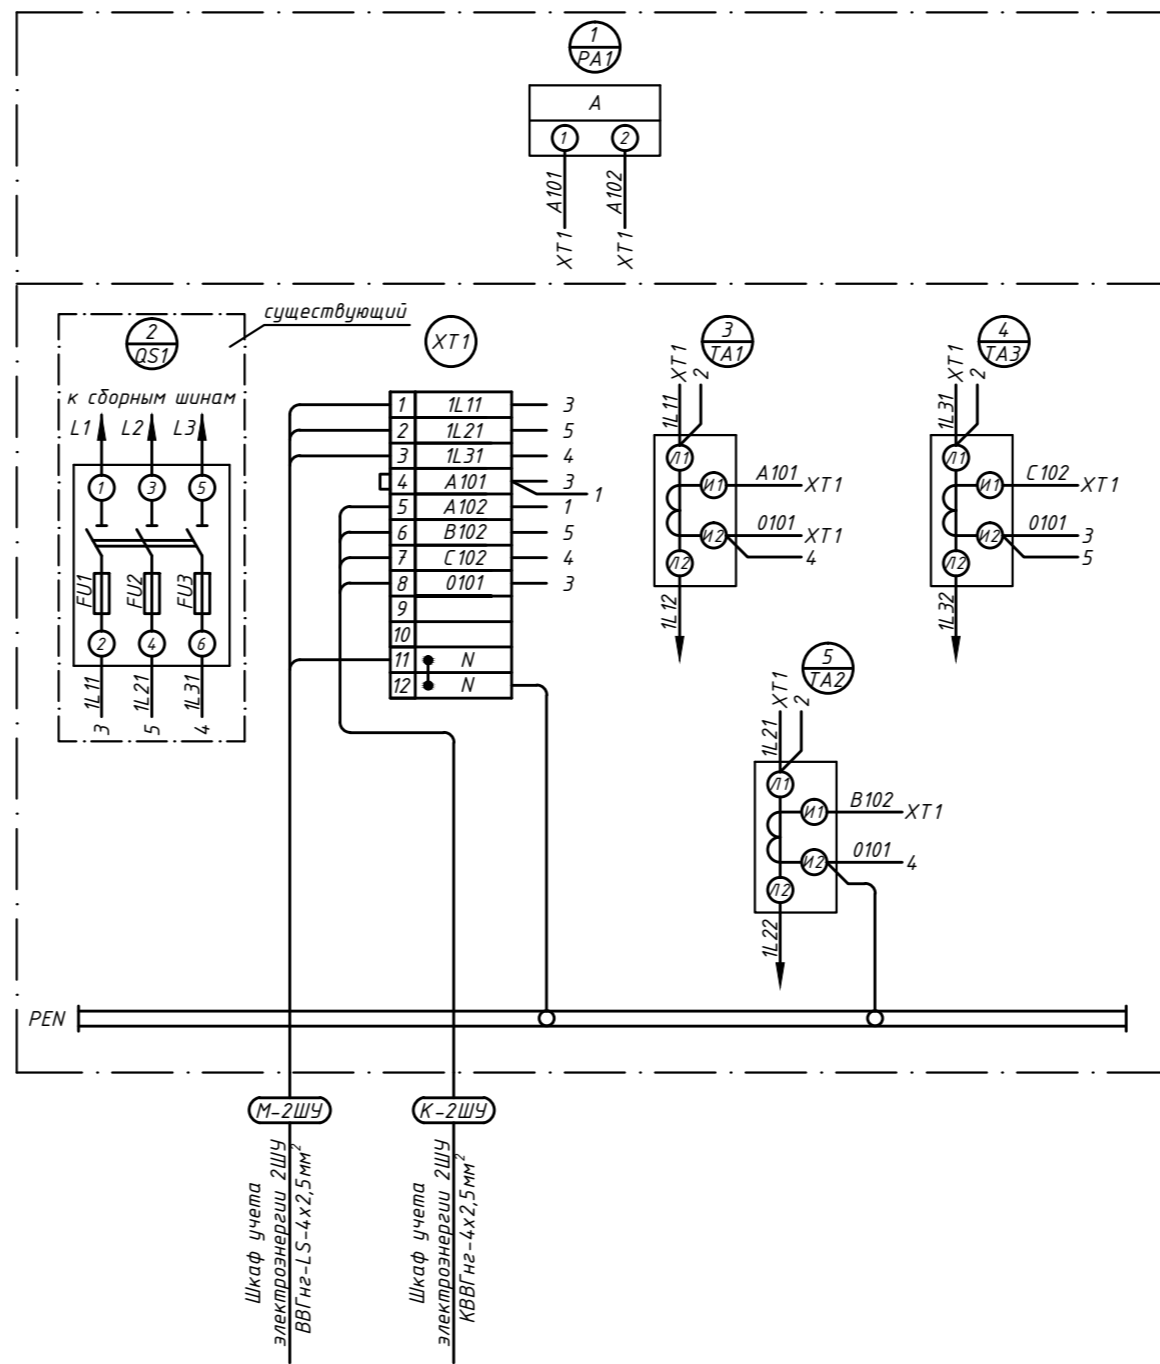 1
PA1
A
1 2
A101
A102
XT1
XT1
существующий
2
QS1
XT1
3
TA1
4
TA3
к сборным шинам
L1 L2 L3
1 3 5
FU1 FU2 FU3
2 4 6
1L11 1L21 1L31
3 5 4
1 1L11 3
2 1L21 5
3 1L31 4
4 A101 3
1
5 A102 1
6 B102 5
7 C102 4
8 0101 3
9
10
11 N
12 N
XT1
2
1L11
Л1
И1 A101 XT1
И2 0101 XT1
4
Л2
1L12
XT1
2
1L31
Л1
И1 C102 XT1
И2 0101 3
5
Л2
1L32
5
TA2
XT1
2
1L21
Л1
И1 B102 XT1
И2 0101 4
Л2
1L22
PEN
М-2ШУ
К-2ШУ
Шкаф учета
электроэнергии 2ШУ
ВВГнг-LS-4х2,5мм²
Шкаф учета
электроэнергии 2ШУ
КВВГнг-4х2,5мм²